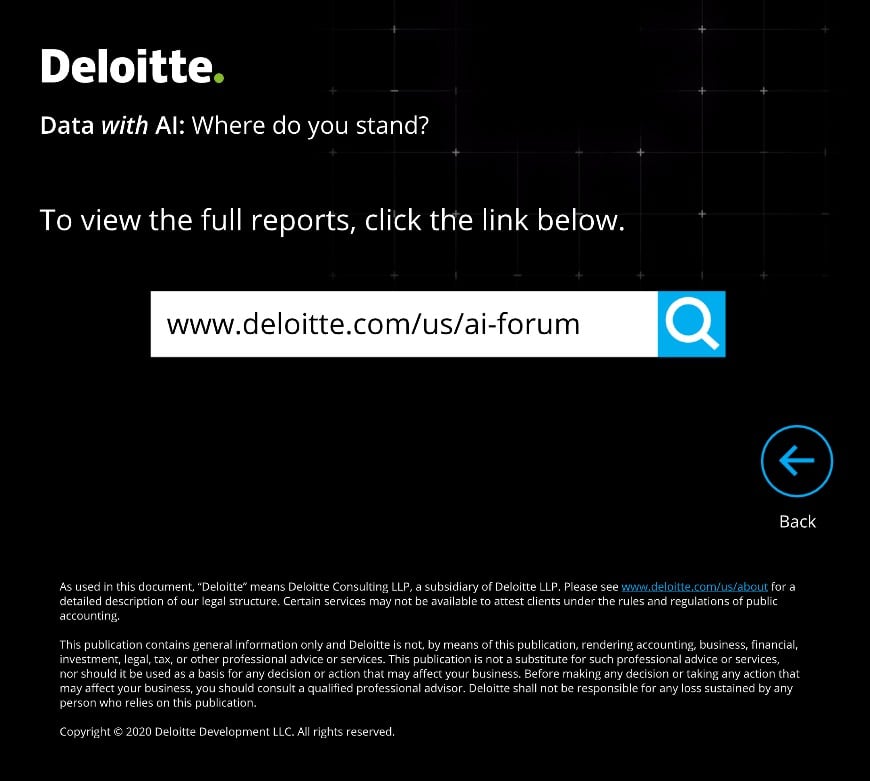 Deloitte.
Data with AI: Where do you stand?
To view the full reports, click the link below.
www.deloitte.com/us/ai-forum
Back
As used in this document, “Deloitte” means Deloitte Consulting LLP, a subsidiary of Deloitte LLP. Please see www.deloitte.com/us/about for a
detailed description of our legal structure. Certain services may not be available to attest clients under the rules and regulations of public
accounting.
This publication contains general information only and Deloitte is not, by means of this publication, rendering accounting, business, financial,
investment, legal, tax, or other professional advice or services. This publication is not a substitute for such professional advice or services,
nor should it be used as a basis for any decision or action that may affect your business. Before making any decision or taking any action that
may affect your business, you should consult a qualified professional advisor. Deloitte shall not be responsible for any loss sustained by any
person who relies on this publication.
Copyright © 2020 Deloitte Development LLC. All rights reserved.